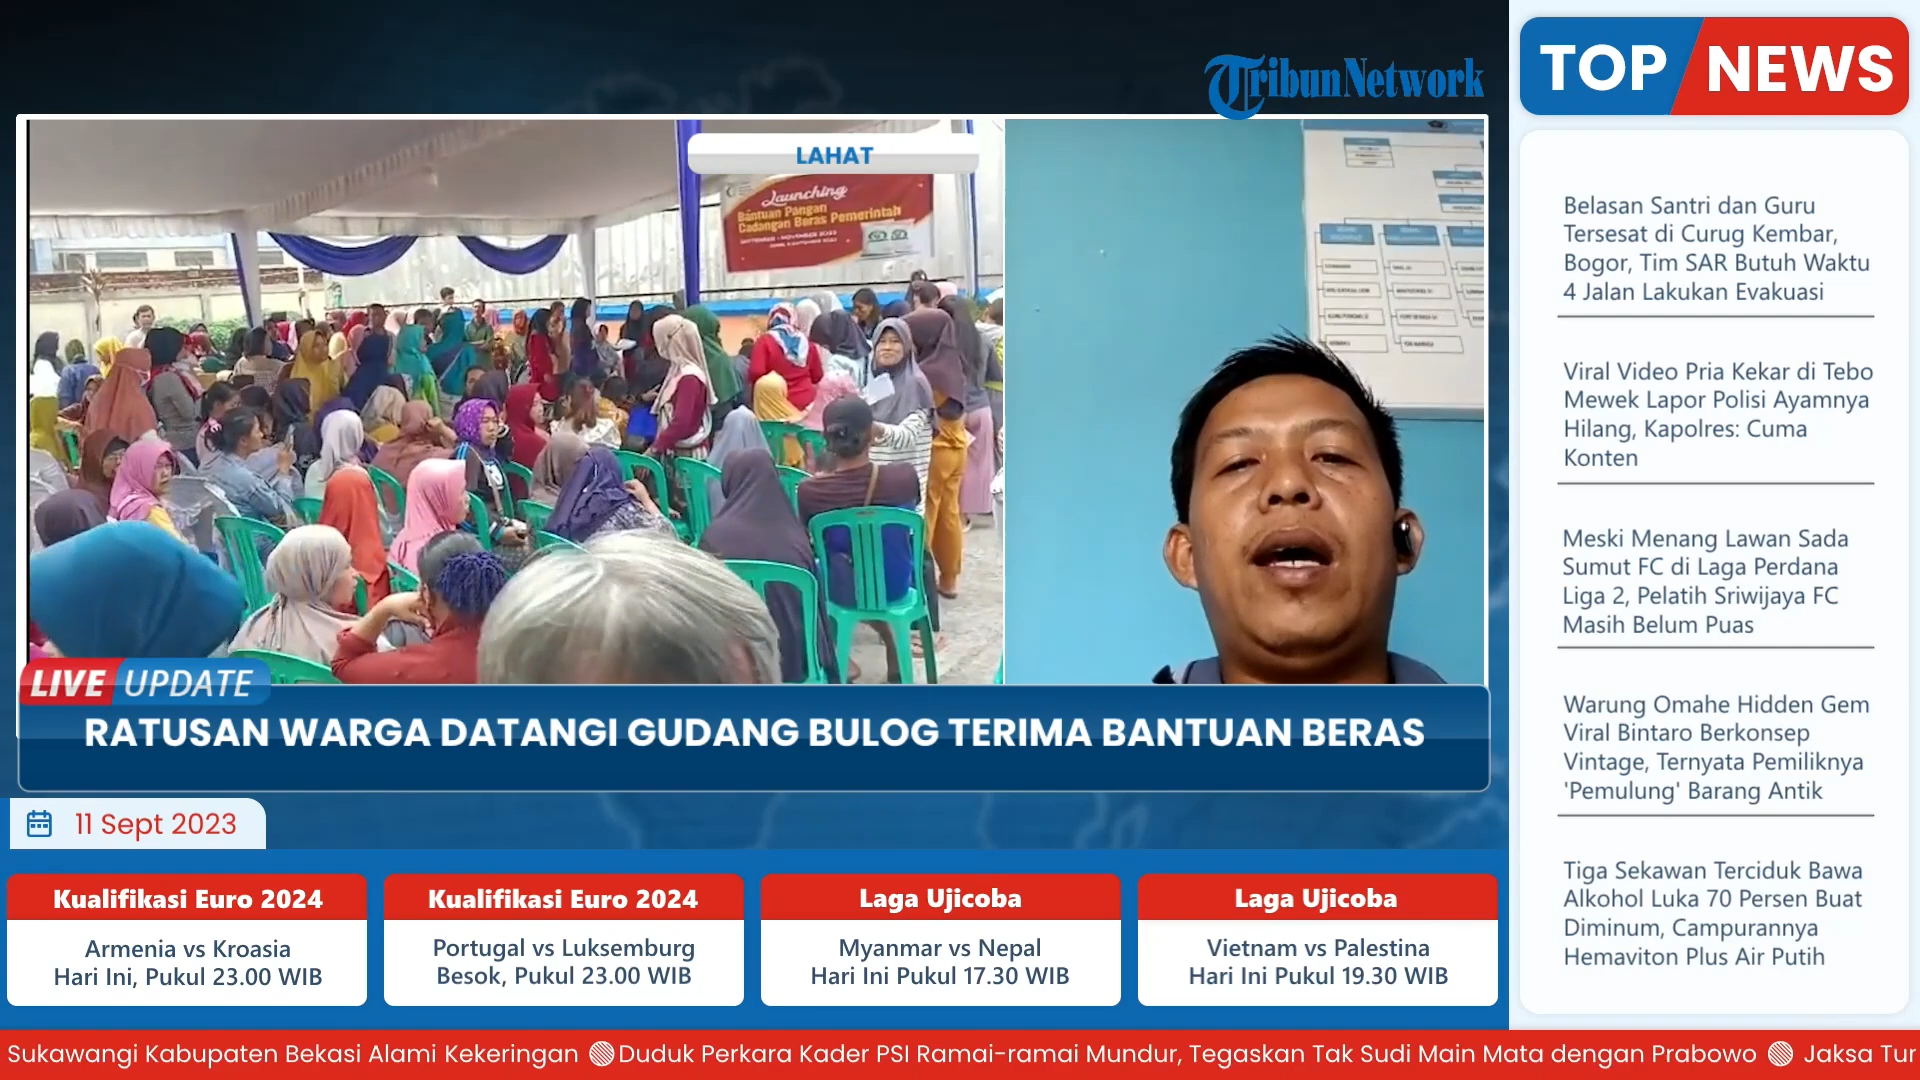 TribunNetwork
LAHAT
Launching
Bantuan Pangan
Cadangan Beras Pemerintah
SEPTEMBER - NOVEMBER 2023
LIVE UPDATE
RATUSAN WARGA DATANGI GUDANG BULOG TERIMA BANTUAN BERAS
11 Sept 2023
Kualifikasi Euro 2024
Armenia vs Kroasia
Hari Ini, Pukul 23.00 WIB
Kualifikasi Euro 2024
Portugal vs Luksemburg
Besok, Pukul 23.00 WIB
Laga Ujicoba
Myanmar vs Nepal
Hari Ini Pukul 17.30 WIB
Laga Ujicoba
Vietnam vs Palestina
Hari Ini Pukul 19.30 WIB
TOP NEWS
Belasan Santri dan Guru
Tersesat di Curug Kembar,
Bogor, Tim SAR Butuh Waktu
4 Jalan Lakukan Evakuasi
Viral Video Pria Kekar di Tebo
Mewek Lapor Polisi Ayamnya
Hilang, Kapolres: Cuma
Konten
Meski Menang Lawan Sada
Sumut FC di Laga Perdana
Liga 2, Pelatih Sriwijaya FC
Masih Belum Puas
Warung Omahe Hidden Gem
Viral Bintaro Berkonsep
Vintage, Ternyata Pemiliknya
'Pemulung' Barang Antik
Tiga Sekawan Terciduk Bawa
Alkohol Luka 70 Persen Buat
Diminum, Campurannya
Hemaviton Plus Air Putih
Sukawangi Kabupaten Bekasi Alami Kekeringan Duduk Perkara Kader PSI Ramai-ramai Mundur, Tegaskan Tak Sudi Main Mata dengan Prabowo Jaksa Tur